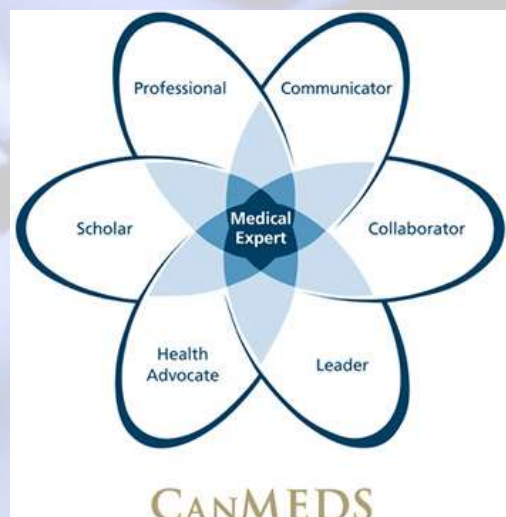 Professional
Communicator
Scholar
Medical
Expert
Collaborator
Health
Advocate
Leader
CANMEDS